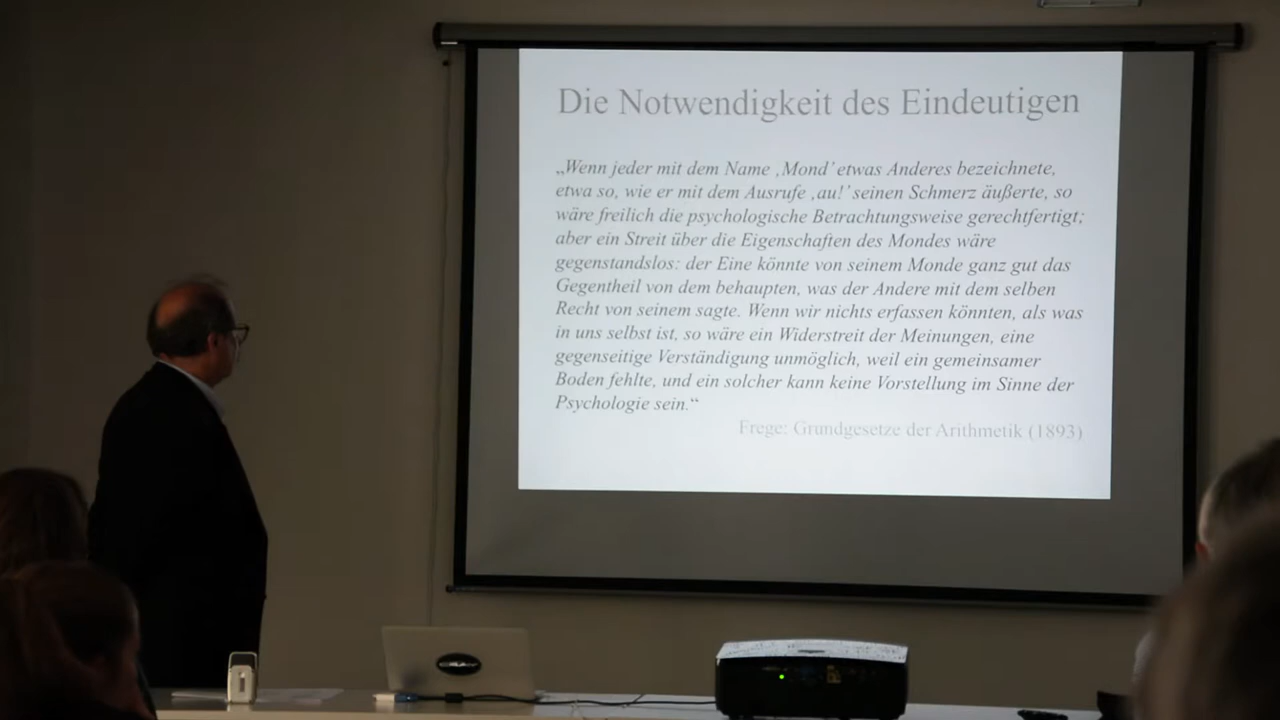 Die Notwendigkeit des Eindeutigen
„Wenn jeder mit dem Name ‚Mond’ etwas Anderes bezeichnete,
etwa so, wie er mit dem Ausrufe ‚au!’ seinen Schmerz äußerte, so
wäre freilich die psychologische Betrachtungsweise gerechtfertigt;
aber ein Streit über die Eigenschaften des Mondes wäre
gegenstandslos: der Eine könnte von seinem Monde ganz gut das
Gegentheil von dem behaupten, was der Andere mit dem selben
Recht von seinem sagte. Wenn wir nichts erfassen könnten, als was
in uns selbst ist, so wäre ein Widerstreit der Meinungen, eine
gegenseitige Verständigung unmöglich, weil ein gemeinsamer
Boden fehlte, und ein solcher kann keine Vorstellung im Sinne der
Psychologie sein.“
Frege: Grundgesetze der Arithmetik (1893)